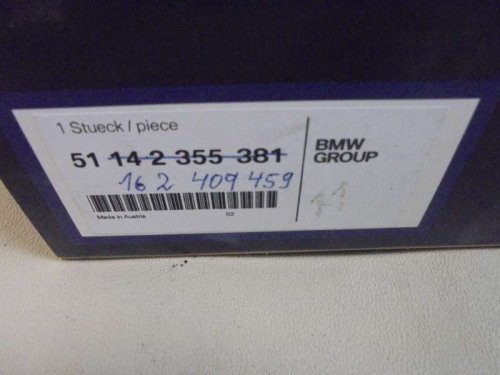 1 Stueck / piece
51 14 2 355 381
16 2 409 459
Made in Austria 02
BMW
GROUP